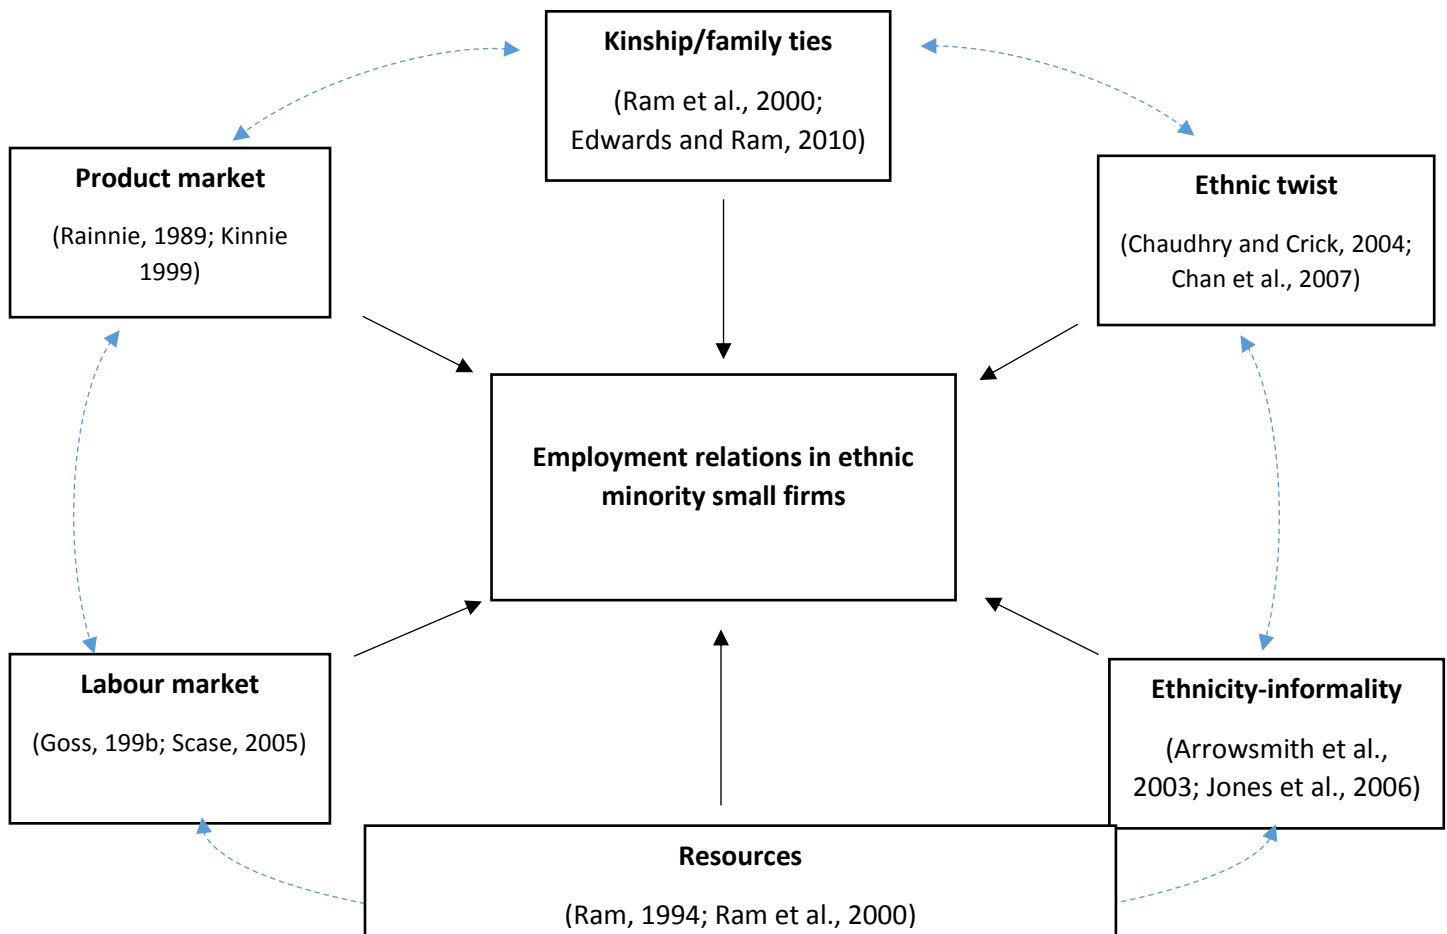 Kinship/family ties
(Ram et al., 2000;
Edwards and Ram, 2010)
Product market
(Rainnie, 1989; Kinnie
1999)
Ethnic twist
(Chaudhry and Crick, 2004;
Chan et al., 2007)
Employment relations in ethnic
minority small firms
Labour market
(Goss, 199b; Scase, 2005)
Ethnicity-informality
(Arrowsmith et al.,
2003; Jones et al., 2006)
Resources
(Ram, 1994; Ram et al., 2000)